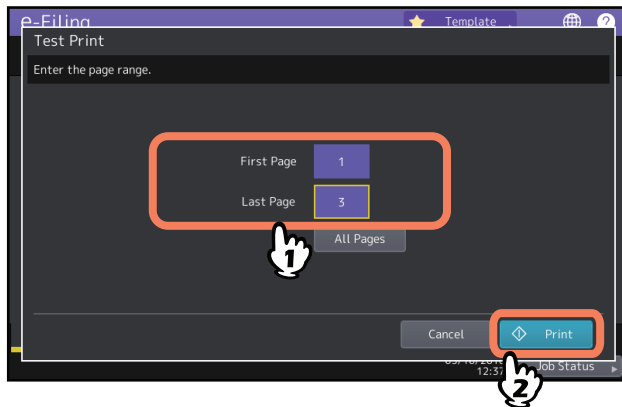 e-Filing
Template
?
Test Print
Enter the page range.
First Page 1
Last Page 3
All Pages
1
Cancel
Print
12:37
Job Status
2